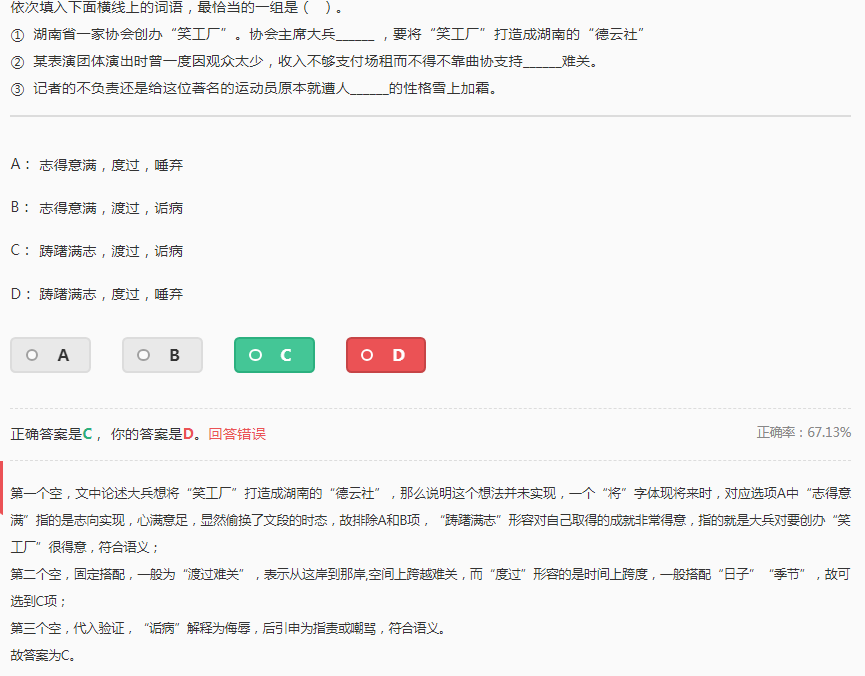 依次填入下面横线上的词语，最恰当的一组是（　）。
① 湖南省一家协会创办“笑工厂”。协会主席大兵______ ，要将“笑工厂”打造成湖南的“德云社”
② 某表演团体演出时曾一度因观众太少，收入不够支付场租而不得不靠曲协支持______难关。
③ 记者的不负责还是给这位著名的运动员原本就遭人______的性格雪上加霜。
A： 志得意满，度过，唾弃
B： 志得意满，渡过，诟病
C： 踌躇满志，渡过，诟病
D： 踌躇满志，度过，唾弃
A B C D
正确答案是C， 你的答案是D。回答错误 正确率：67.13%
第一个空，文中论述大兵想将“笑工厂”打造成湖南的“德云社”，那么说明这个想法并未实现，一个“将”字体现将来时，对应选项A中“志得意
满”指的是志向实现，心满意足，显然偷换了文段的时态，故排除A和B项，“踌躇满志”形容对自己取得的成就非常得意，指的就是大兵对要创办“笑
工厂”很得意，符合语义；
第二个空，固定搭配，一般为“渡过难关”，表示从这岸到那岸,空间上跨越难关，而“度过”形容的是时间上跨度，一般搭配“日子”“季节”，故可
选到C项；
第三个空，代入验证，“诟病”解释为侮辱，后引申为指责或嘲骂，符合语义。
故答案为C。